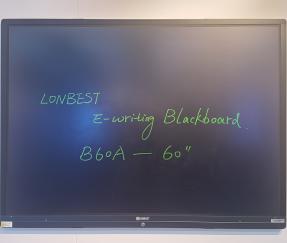 LONBEST
E-writing Blackboard.
B60A — 60"